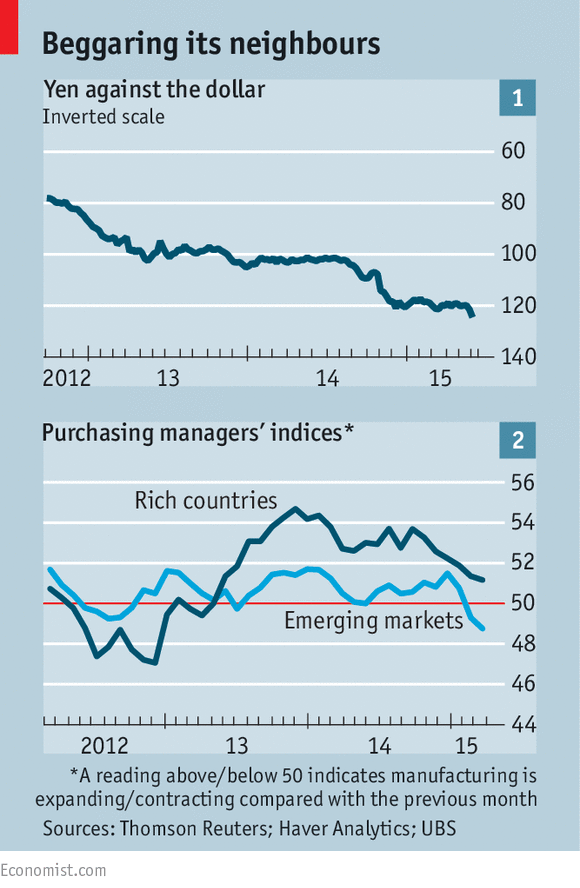 Beggaring its neighbours
Yen against the dollar
1
Inverted scale
60
80
100
120
140
2012 13 14 15
Purchasing managers’ indices*
2
56
Rich countries
54
52
50
Emerging markets
48
46
44
2012 13 14 15
*A reading above/below 50 indicates manufacturing is
expanding/contracting compared with the previous month
Sources: Thomson Reuters; Haver Analytics; UBS
Economist.com